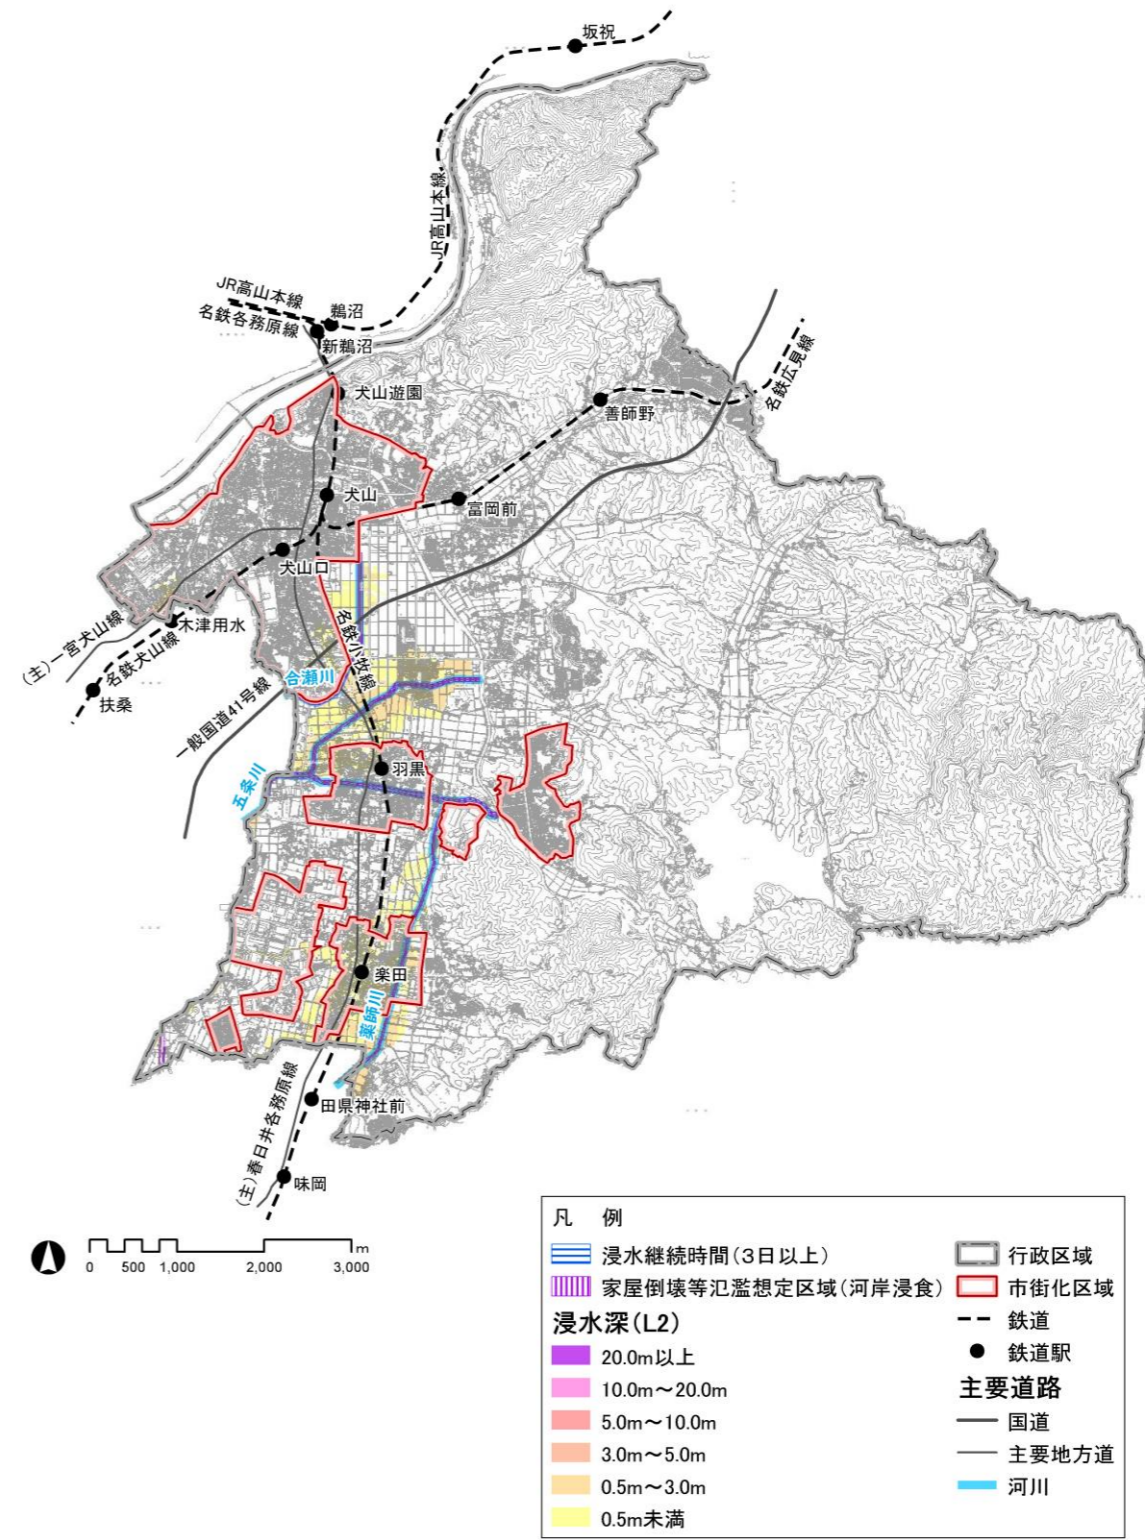 坂祝
JR高山本線
JR高山本線
名鉄各務原線
鵜沼
新鵜沼
犬山遊園
名鉄広見線
善師野
犬山
富岡前
犬山口
木津用水
(主)一宮犬山線
名鉄犬山線
扶桑
名鉄小牧線
合瀬川
一般国道41号線
羽黒
五条川
楽田
薬師川
(主)春日井各務原線
田県神社前
味岡
0 500 1,000 2,000 3,000 m
凡 例
浸水継続時間(3日以上)
家屋倒壊等氾濫想定区域(河岸浸食)
浸水深(L2)
20.0m以上
10.0m～20.0m
5.0m～10.0m
3.0m～5.0m
0.5m～3.0m
0.5m未満
行政区域
市街化区域
鉄道
鉄道駅
主要道路
国道
主要地方道
河川